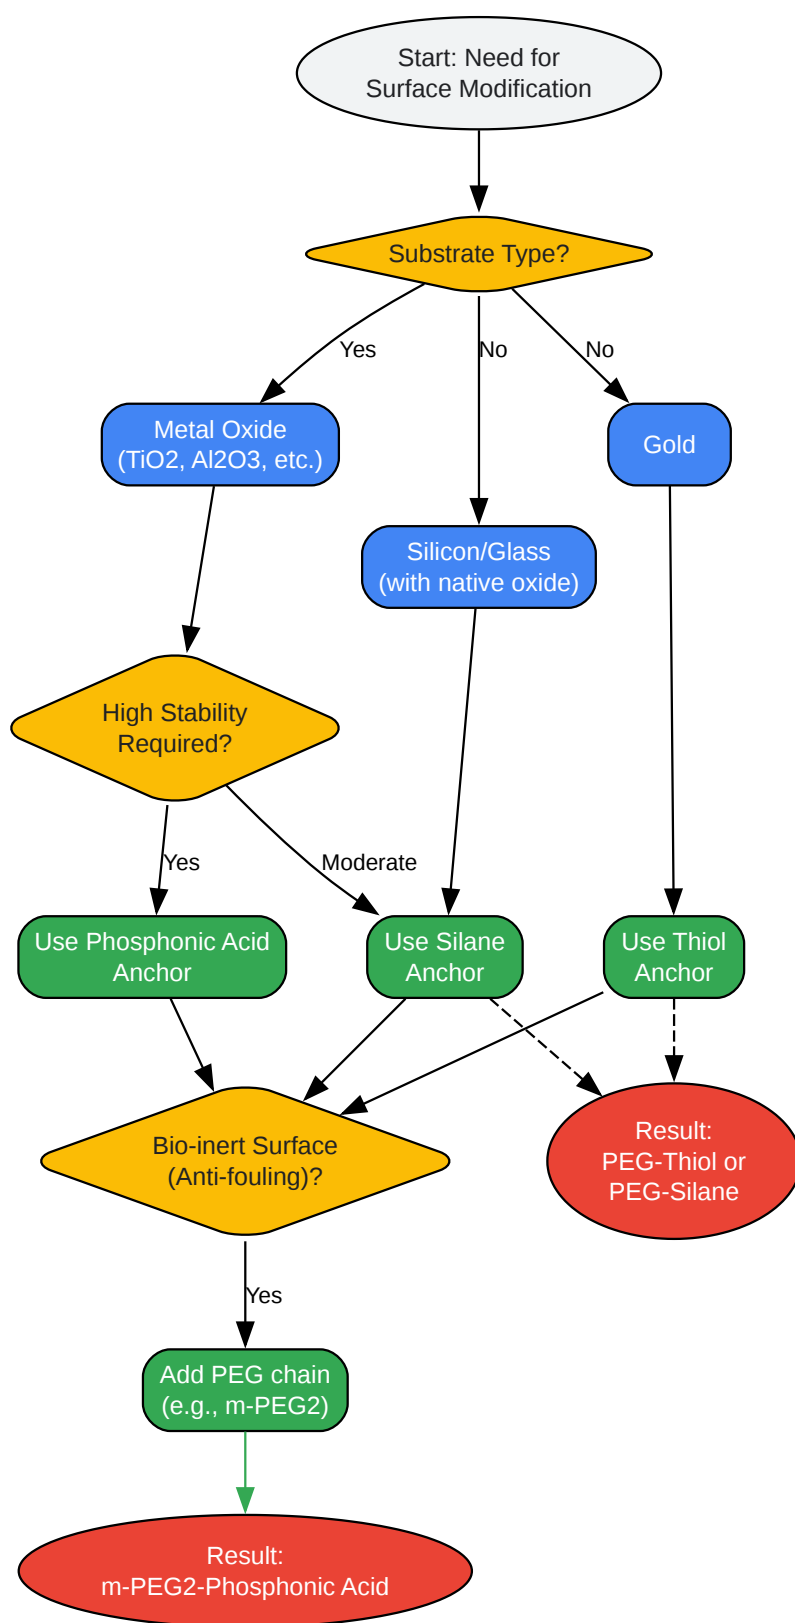 Start: Need for
Surface Modification
Substrate Type?
Yes
No
No
Metal Oxide
(TiO2, Al2O3, etc.)
Gold
Silicon/Glass
(with native oxide)
High Stability
Required?
Yes
Moderate
Use Phosphonic Acid
Anchor
Use Silane
Anchor
Use Thiol
Anchor
Bio-inert Surface
(Anti-fouling)?
Result:
PEG-Thiol or
PEG-Silane
Yes
Add PEG chain
(e.g., m-PEG2)
Result:
m-PEG2-Phosphonic Acid